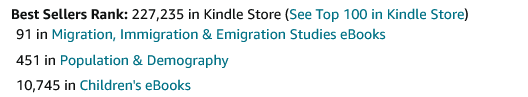 Best Sellers Rank: 227,235 in Kindle Store (See Top 100 in Kindle Store)
91 in Migration, Immigration & Emigration Studies eBooks
451 in Population & Demography
10,745 in Children's eBooks